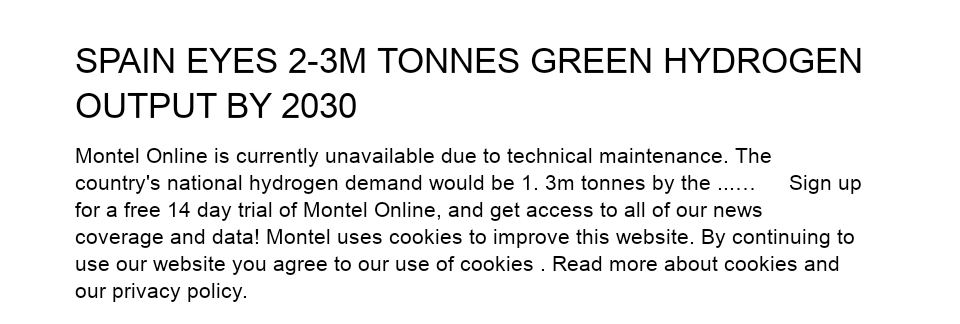 SPAIN EYES 2-3M TONNES GREEN HYDROGEN
OUTPUT BY 2030
Montel Online is currently unavailable due to technical maintenance. The
country's national hydrogen demand would be 1. 3m tonnes by the ...… Sign up
for a free 14 day trial of Montel Online, and get access to all of our news
coverage and data! Montel uses cookies to improve this website. By continuing to
use our website you agree to our use of cookies . Read more about cookies and
our privacy policy.